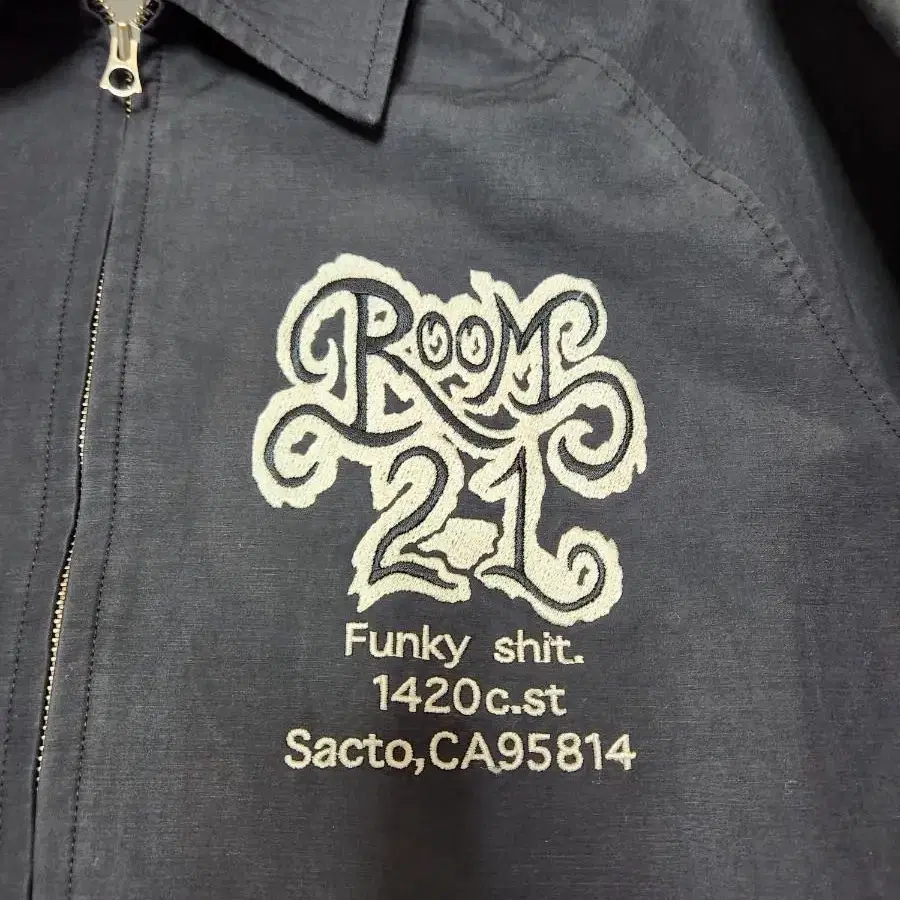 ROOM
21
Funky shit.
1420c.st
Sacto,CA95814